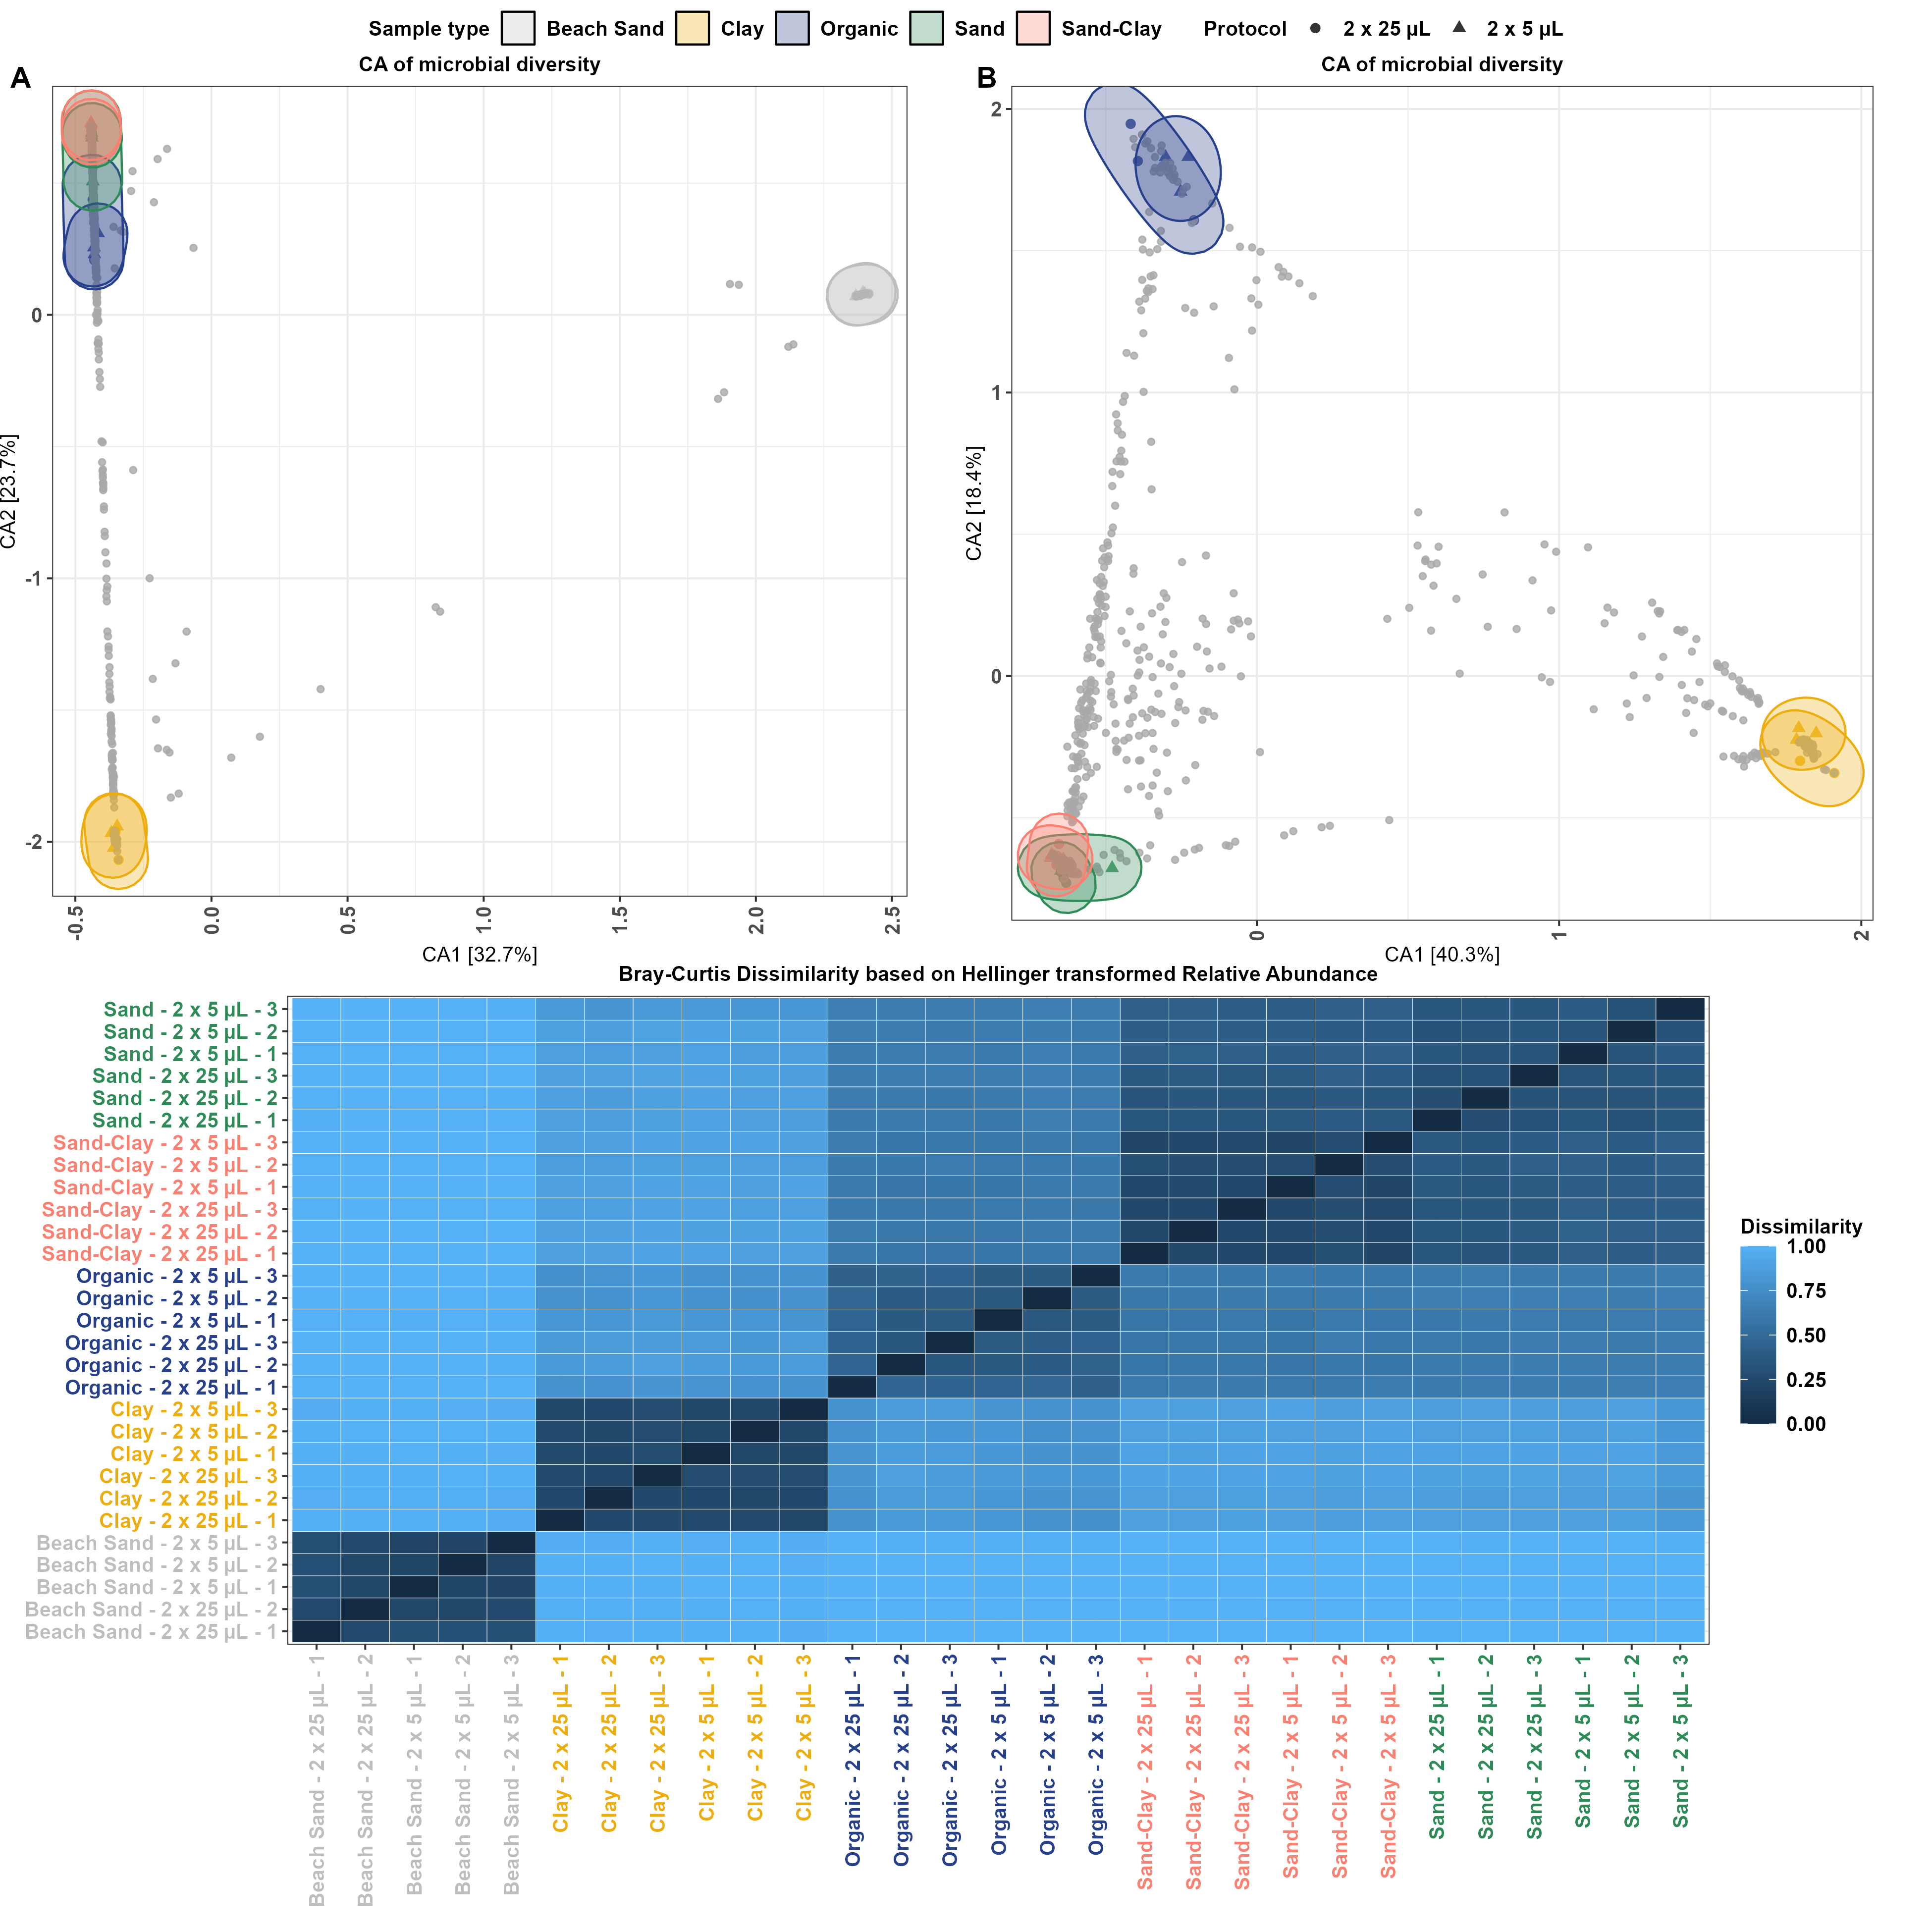 Sample type Beach Sand Clay Organic Sand Sand-Clay Protocol 2 x 25 µL 2 x 5 µL
A CA of microbial diversity
0
-1
-2
CA2 [23.7%]
-0.5 0.0 0.5 1.0 1.5 2.0 2.5
CA1 [32.7%]
B CA of microbial diversity
2
1
0
CA2 [18.4%]
0 1 2
CA1 [40.3%]
Bray-Curtis Dissimilarity based on Hellinger transformed Relative Abundance
Sand - 2 x 5 µL - 3
Sand - 2 x 5 µL - 2
Sand - 2 x 5 µL - 1
Sand - 2 x 25 µL - 3
Sand - 2 x 25 µL - 2
Sand - 2 x 25 µL - 1
Sand-Clay - 2 x 5 µL - 3
Sand-Clay - 2 x 5 µL - 2
Sand-Clay - 2 x 5 µL - 1
Sand-Clay - 2 x 25 µL - 3
Sand-Clay - 2 x 25 µL - 2
Sand-Clay - 2 x 25 µL - 1
Organic - 2 x 5 µL - 3
Organic - 2 x 5 µL - 2
Organic - 2 x 5 µL - 1
Organic - 2 x 25 µL - 3
Organic - 2 x 25 µL - 2
Organic - 2 x 25 µL - 1
Clay - 2 x 5 µL - 3
Clay - 2 x 5 µL - 2
Clay - 2 x 5 µL - 1
Clay - 2 x 25 µL - 3
Clay - 2 x 25 µL - 2
Clay - 2 x 25 µL - 1
Beach Sand - 2 x 5 µL - 3
Beach Sand - 2 x 5 µL - 2
Beach Sand - 2 x 5 µL - 1
Beach Sand - 2 x 25 µL - 2
Beach Sand - 2 x 25 µL - 1
Beach Sand - 2 x 25 µL - 1
Beach Sand - 2 x 25 µL - 2
Beach Sand - 2 x 5 µL - 1
Beach Sand - 2 x 5 µL - 2
Beach Sand - 2 x 5 µL - 3
Clay - 2 x 25 µL - 1
Clay - 2 x 25 µL - 2
Clay - 2 x 25 µL - 3
Clay - 2 x 5 µL - 1
Clay - 2 x 5 µL - 2
Clay - 2 x 5 µL - 3
Organic - 2 x 25 µL - 1
Organic - 2 x 25 µL - 2
Organic - 2 x 25 µL - 3
Organic - 2 x 5 µL - 1
Organic - 2 x 5 µL - 2
Organic - 2 x 5 µL - 3
Sand-Clay - 2 x 25 µL - 1
Sand-Clay - 2 x 25 µL - 2
Sand-Clay - 2 x 25 µL - 3
Sand-Clay - 2 x 5 µL - 1
Sand-Clay - 2 x 5 µL - 2
Sand-Clay - 2 x 5 µL - 3
Sand - 2 x 25 µL - 1
Sand - 2 x 25 µL - 2
Sand - 2 x 25 µL - 3
Sand - 2 x 5 µL - 1
Sand - 2 x 5 µL - 2
Sand - 2 x 5 µL - 3
Dissimilarity
1.00
0.75
0.50
0.25
0.00